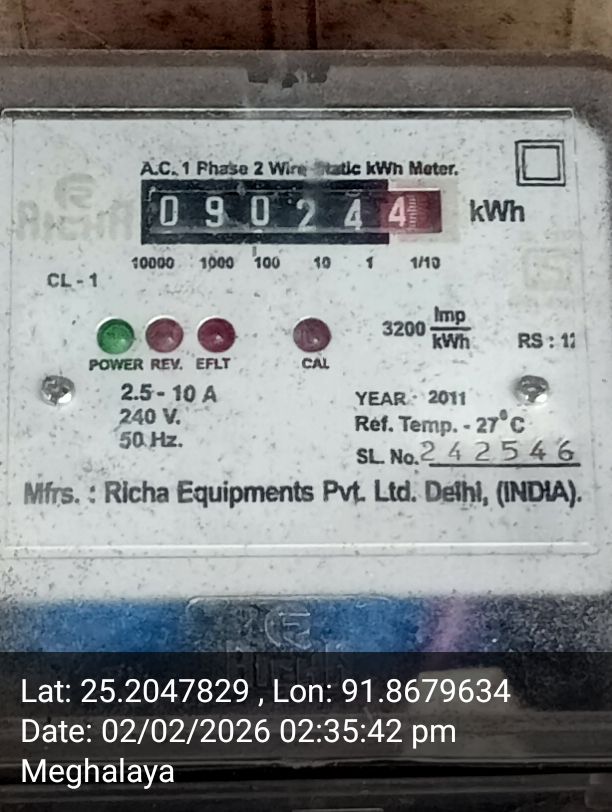 A.C. 1 Phase 2 Wire Static kWh Meter.
0 9 0 2 4 4 kWh
10000 1000 100 10 1 1/10
CL - 1
3200 Imp/kWh RS : 12
POWER REV. EFLT CAL
2.5 - 10 A
240 V.
50 Hz.
YEAR - 2011
Ref. Temp. - 27°C
SL. No. 242546
Mfrs. : Richa Equipments Pvt. Ltd. Delhi, (INDIA).
Lat: 25.2047829 , Lon: 91.8679634
Date: 02/02/2026 02:35:42 pm
Meghalaya